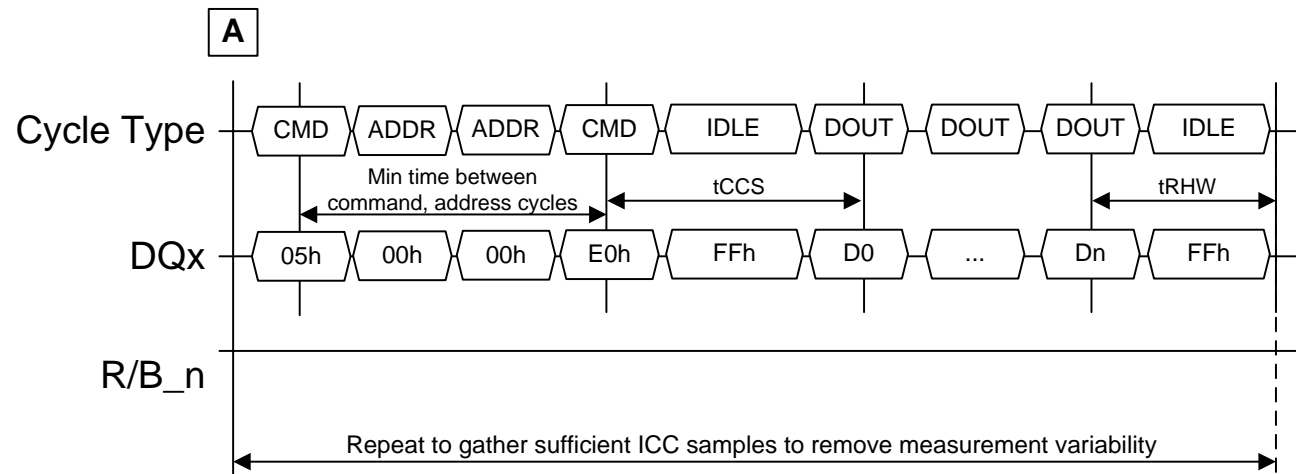 A
Cycle Type CMD ADDR ADDR CMD IDLE DOUT DOUT DOUT IDLE
Min time between
command, address cycles
tCCS
tRHW
DQx 05h 00h 00h E0h FFh D0 ... Dn FFh
R/B_n
Repeat to gather sufficient ICC samples to remove measurement variability